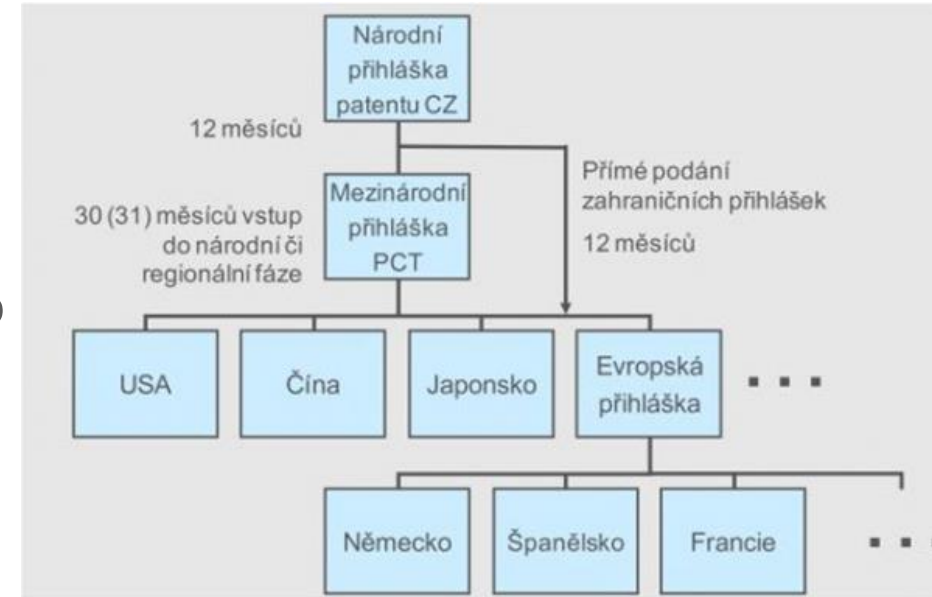 Národní
přihláška
patentu CZ
12 měsíců
Přímé podání
zahraničních přihlášek
12 měsíců
Mezinárodní
přihláška
PCT
30 (31) měsíců vstup
do národní či
regionální fáze
)
USA
Čína
Japonsko
Evropská
přihláška
...
Německo
Španělsko
Francie
...